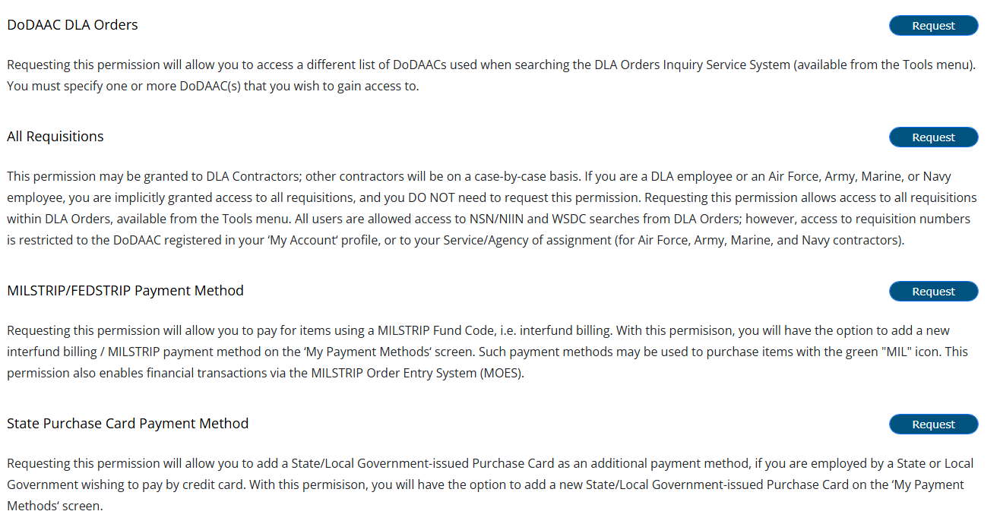 DoDAAC DLA Orders
Request
Requesting this permission will allow you to access a different list of DoDAACs used when searching the DLA Orders Inquiry Service System (available from the Tools menu).
You must specify one or more DoDAAC(s) that you wish to gain access to.
All Requisitions
Request
This permission may be granted to DLA Contractors; other contractors will be on a case-by-case basis. If you are a DLA employee or an Air Force, Army, Marine, or Navy
employee, you are implicitly granted access to all requisitions, and you DO NOT need to request this permission. Requesting this permission allows access to all requisitions
within DLA Orders, available from the Tools menu. All users are allowed access to NSN/NIIN and WSDC searches from DLA Orders; however, access to requisition numbers
is restricted to the DoDAAC registered in your ‘My Account‘ profile, or to your Service/Agency of assignment (for Air Force, Army, Marine, and Navy contractors).
MILSTRIP/FEDSTRIP Payment Method
Request
Requesting this permission will allow you to pay for items using a MILSTRIP Fund Code, i.e. interfund billing. With this permisison, you will have the option to add a new
interfund billing / MILSTRIP payment method on the ‘My Payment Methods‘ screen. Such payment methods may be used to purchase items with the green "MIL" icon. This
permission also enables financial transactions via the MILSTRIP Order Entry System (MOES).
State Purchase Card Payment Method
Request
Requesting this permission will allow you to add a State/Local Government-issued Purchase Card as an additional payment method, if you are employed by a State or Local
Government wishing to pay by credit card. With this permisison, you will have the option to add a new State/Local Government-issued Purchase Card on the ‘My Payment
Methods‘ screen.